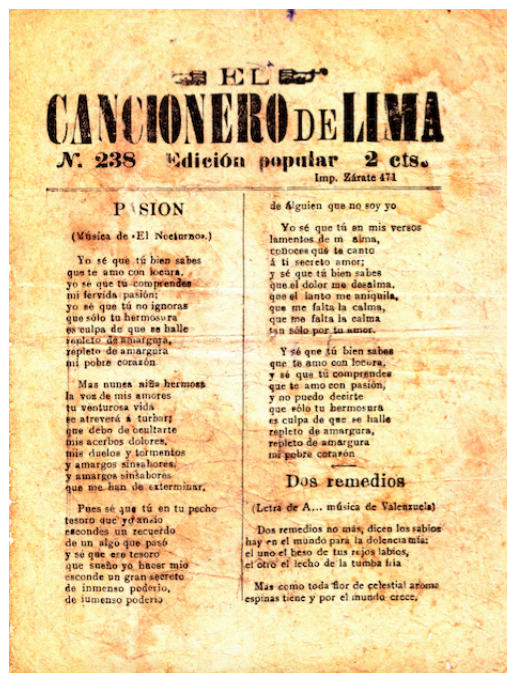 EL
CANCIONERO DE LIMA
N. 238 Edición popular 2 cts.
Imp. Zárate 471
PASION
(Música de «El Nocturno».)
Yo sé que tú bien sabes
que te amo con locura,
yo sé que tu comprendes
mi férvida pasión;
yo sé que tú no ignoras
que sólo tu hermosura
es culpa de que se halle
repleto de amargura,
repleto de amargura
mi pobre corazón
Mas nunca niña hermosa
la voz de mis amores
tu venturosa vida
se atreverá á turbar;
que debo de ocultarte
mis acerbos dolores,
mis duelos y tormentos
y amargos sinsabores,
y amargos sinsabores
que me han de exterminar,
Pues sé que tú en tu pecho
tesoro que yo ansio
escondes un recuerdo
de un algo que pasó
y sé que ese tesoro
que sueño yo hacer mio
esconde un gran secreto
de inmenso poderío,
de inmenso poderio
de álguien que no soy yo
Yo sé que tú en mis versos
lamentos de m alma,
conoces que te canto
á ti secreto amor;
y sé que tú bien sabes
que el dolor me desalma,
que el lanto me aniquila,
que me falta la calma,
que me falta la calma
tan sólo por tu amor.
Y sé que tú bien sabes
que te amo con locura,
y sé que tú comprendes
que te amo con pasión,
y no puedo decirte
que sólo tu hermosura
es culpa de que se halle
repleto de amargura,
repleto de amargura
mi pobre corazón
Dos remedios
(Letra de A... música de Valenzuela)
Dos remedios no más, dicen los sabios
hay en el mundo para la dolencia mia:
el uno el beso de tus rojos labios,
el otro el lecho de la tumba fria
Mas como toda flor de celestial aroma
espinas tiene y por el mundo crece,